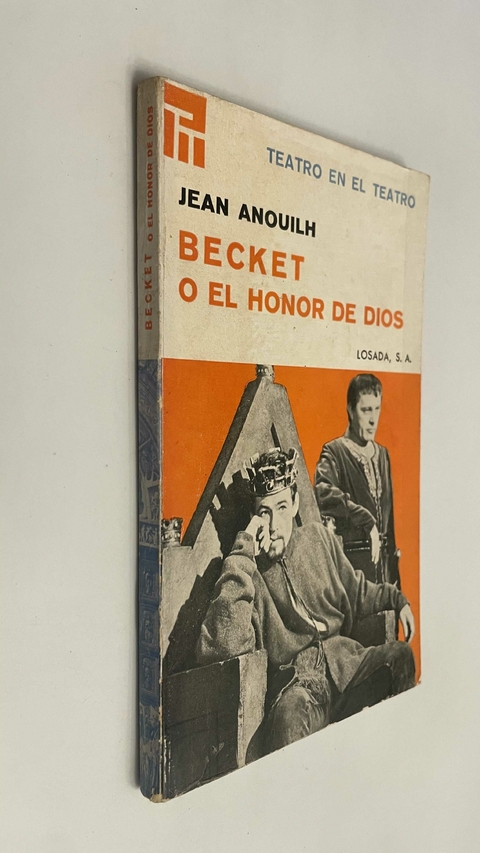 TEATRO EN EL TEATRO
JEAN ANOUILH
BECKET
O EL HONOR DE DIOS
LOSADA, S. A.
BECKET O EL HONOR DE DIOS